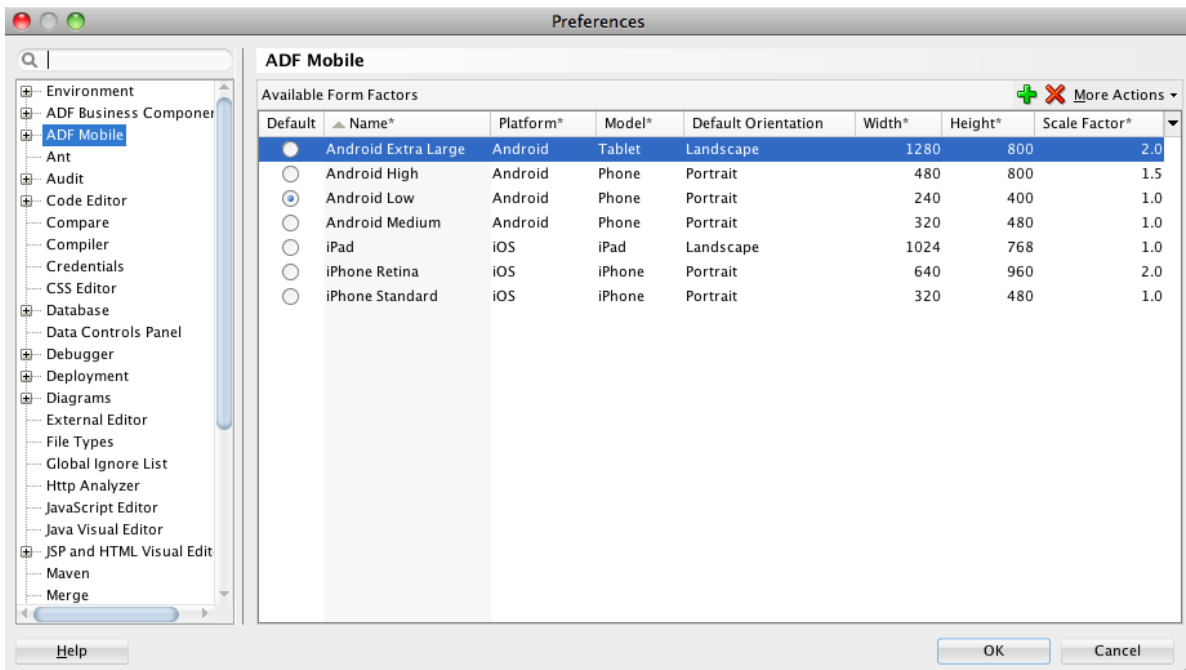 Preferences
ADF Mobile
Environment
ADF Business Componer
ADF Mobile
Ant
Audit
Code Editor
Compare
Compiler
Credentials
CSS Editor
Database
Data Controls Panel
Debugger
Deployment
Diagrams
External Editor
File Types
Global Ignore List
Http Analyzer
JavaScript Editor
Java Visual Editor
JSP and HTML Visual Edit
Maven
Merge
Available Form Factors More Actions
Default Name* Platform* Model* Default Orientation Width* Height* Scale Factor*
Android Extra Large Android Tablet Landscape 1280 800 2.0
Android High Android Phone Portrait 480 800 1.5
Android Low Android Phone Portrait 240 400 1.0
Android Medium Android Phone Portrait 320 480 1.0
iPad iOS iPad Landscape 1024 768 1.0
iPhone Retina iOS iPhone Portrait 640 960 2.0
iPhone Standard iOS iPhone Portrait 320 480 1.0
Help OK Cancel